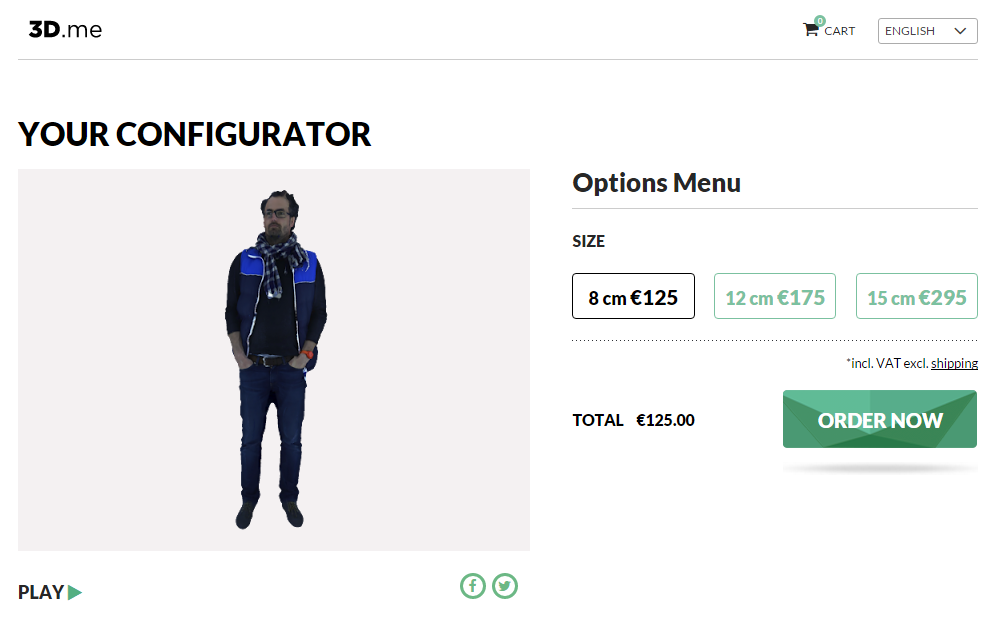 3D.me
0
CART
ENGLISH
YOUR CONFIGURATOR
Options Menu
SIZE
8 cm €125
12 cm €175
15 cm €295
*incl. VAT excl. shipping
TOTAL €125.00
ORDER NOW
PLAY